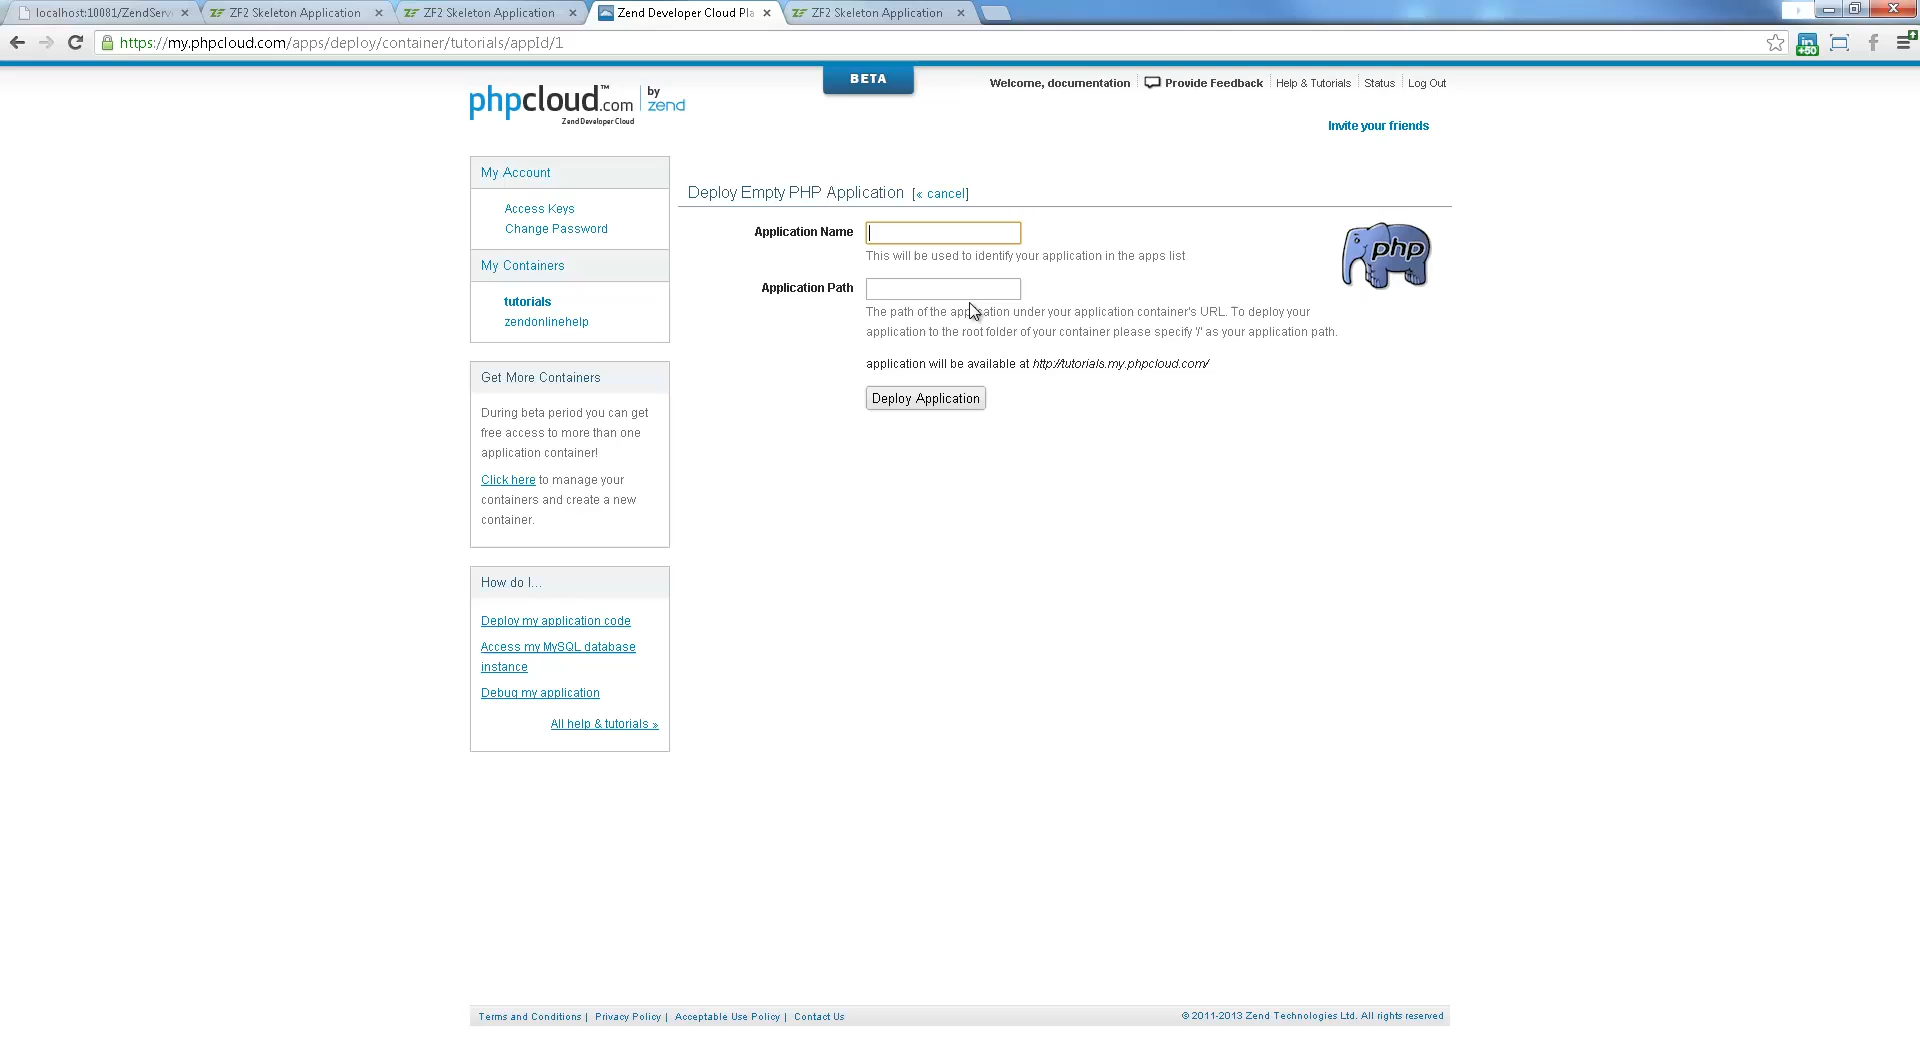 localhost:10081/ZendServ
ZF2 Skeleton Application
ZF2 Skeleton Application
Zend Developer Cloud Pla
ZF2 Skeleton Application
https://my.phpcloud.com/apps/deploy/container/tutorials/appId/1
in
+50
f
BETA
Welcome, documentation
Provide Feedback
Help & Tutorials
Status
Log Out
phpcloud.com™ by zend
Zend Developer Cloud
Invite your friends
My Account
Access Keys
Change Password
My Containers
tutorials
zendonlinehelp
Get More Containers
During beta period you can get
free access to more than one
application container!
Click here to manage your
containers and create a new
container.
How do I...
Deploy my application code
Access my MySQL database
instance
Debug my application
All help & tutorials »
Deploy Empty PHP Application [« cancel]
Application Name
This will be used to identify your application in the apps list
php
Application Path
The path of the application under your application container's URL. To deploy your
application to the root folder of your container please specify '/' as your application path.
application will be available at http://tutorials.my.phpcloud.com/
Deploy Application
Terms and Conditions | Privacy Policy | Acceptable Use Policy | Contact Us
© 2011-2013 Zend Technologies Ltd. All rights reserved